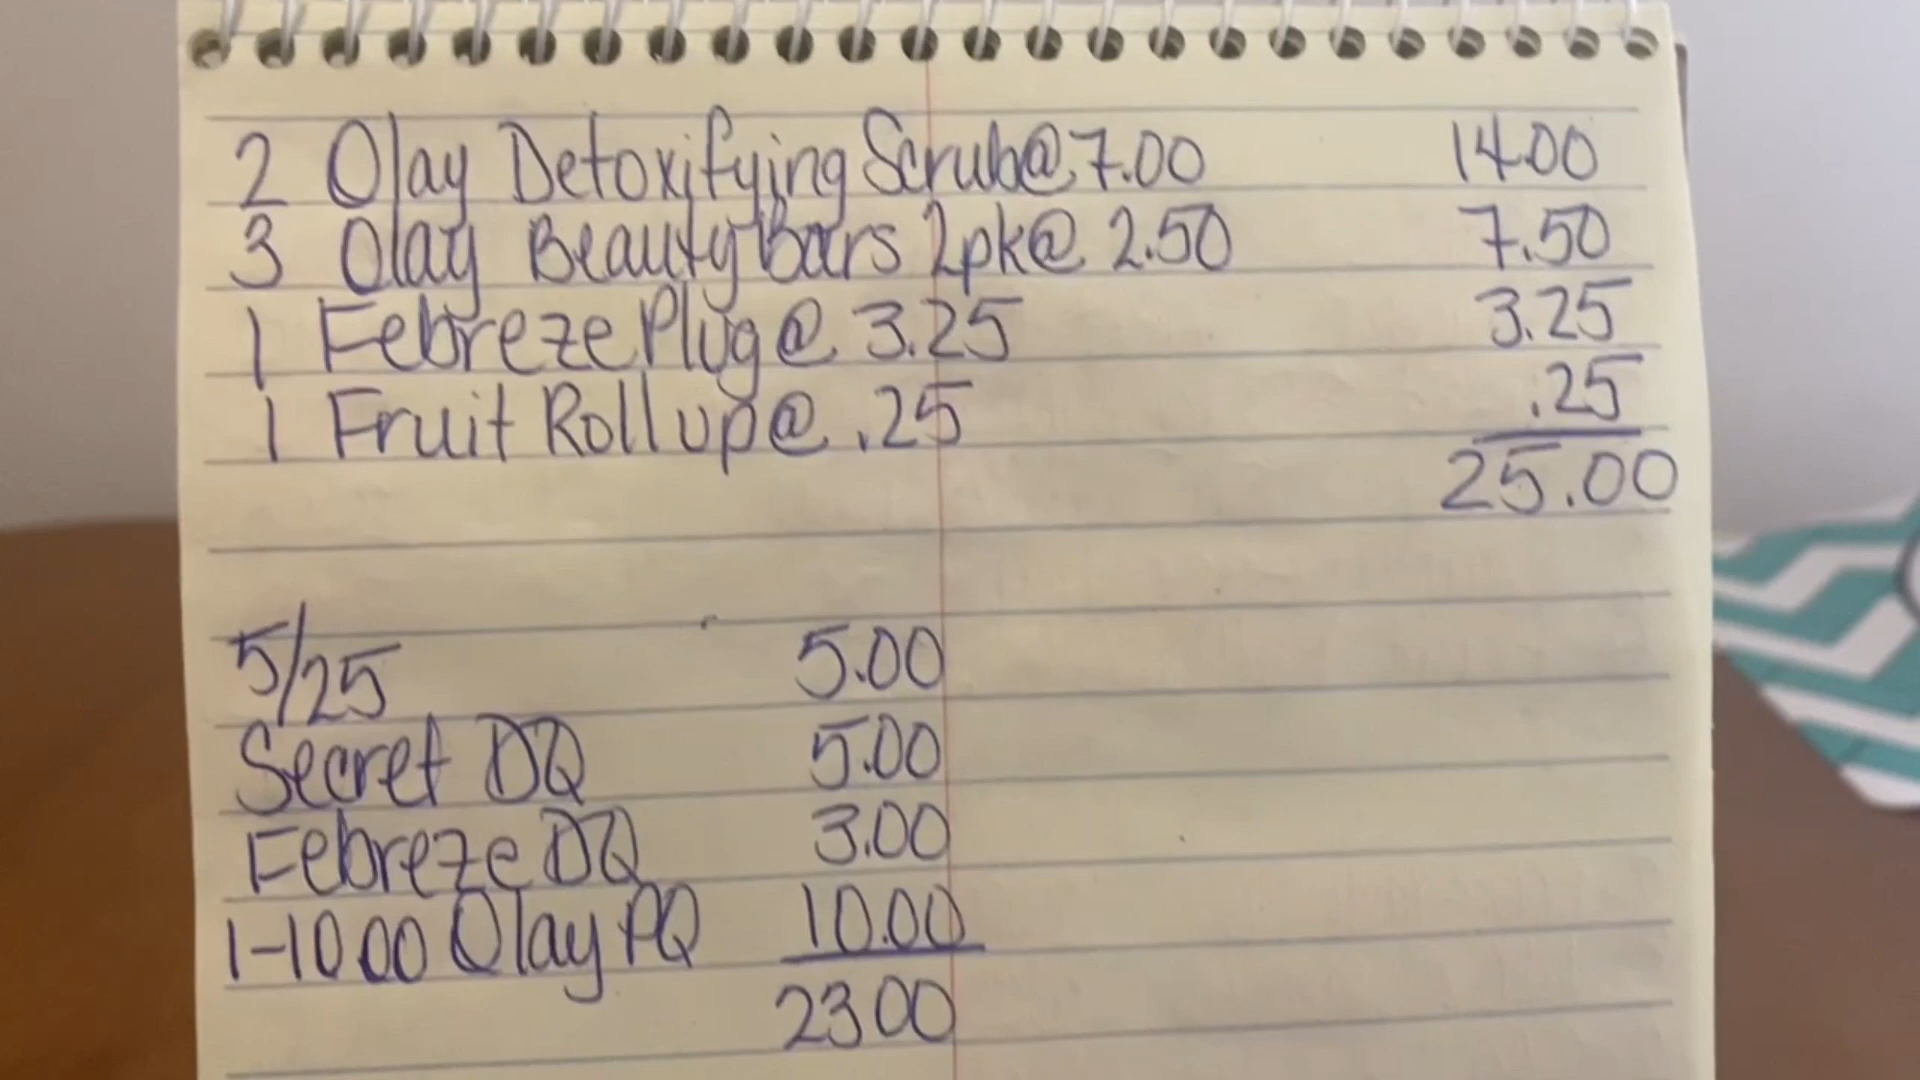 2 Olay Detoxifying Scrub@7.00 14.00
3 Olay Beauty Bars 2pk@ 2.50 7.50
1 Febreze Plug@ 3.25 3.25
1 Fruit Roll up@ .25 .25
25.00
5/25 5.00
Secret DQ 5.00
Febreze DQ 3.00
1-10.00 Olay PQ 10.00
23.00